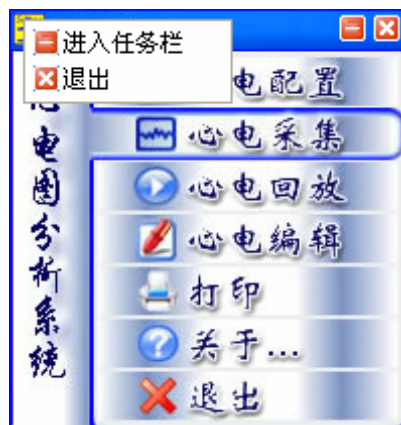 进入任务栏
退出
心电图分析系统
电配置
心电采集
心电回放
心电编辑
打印
关于...
退出